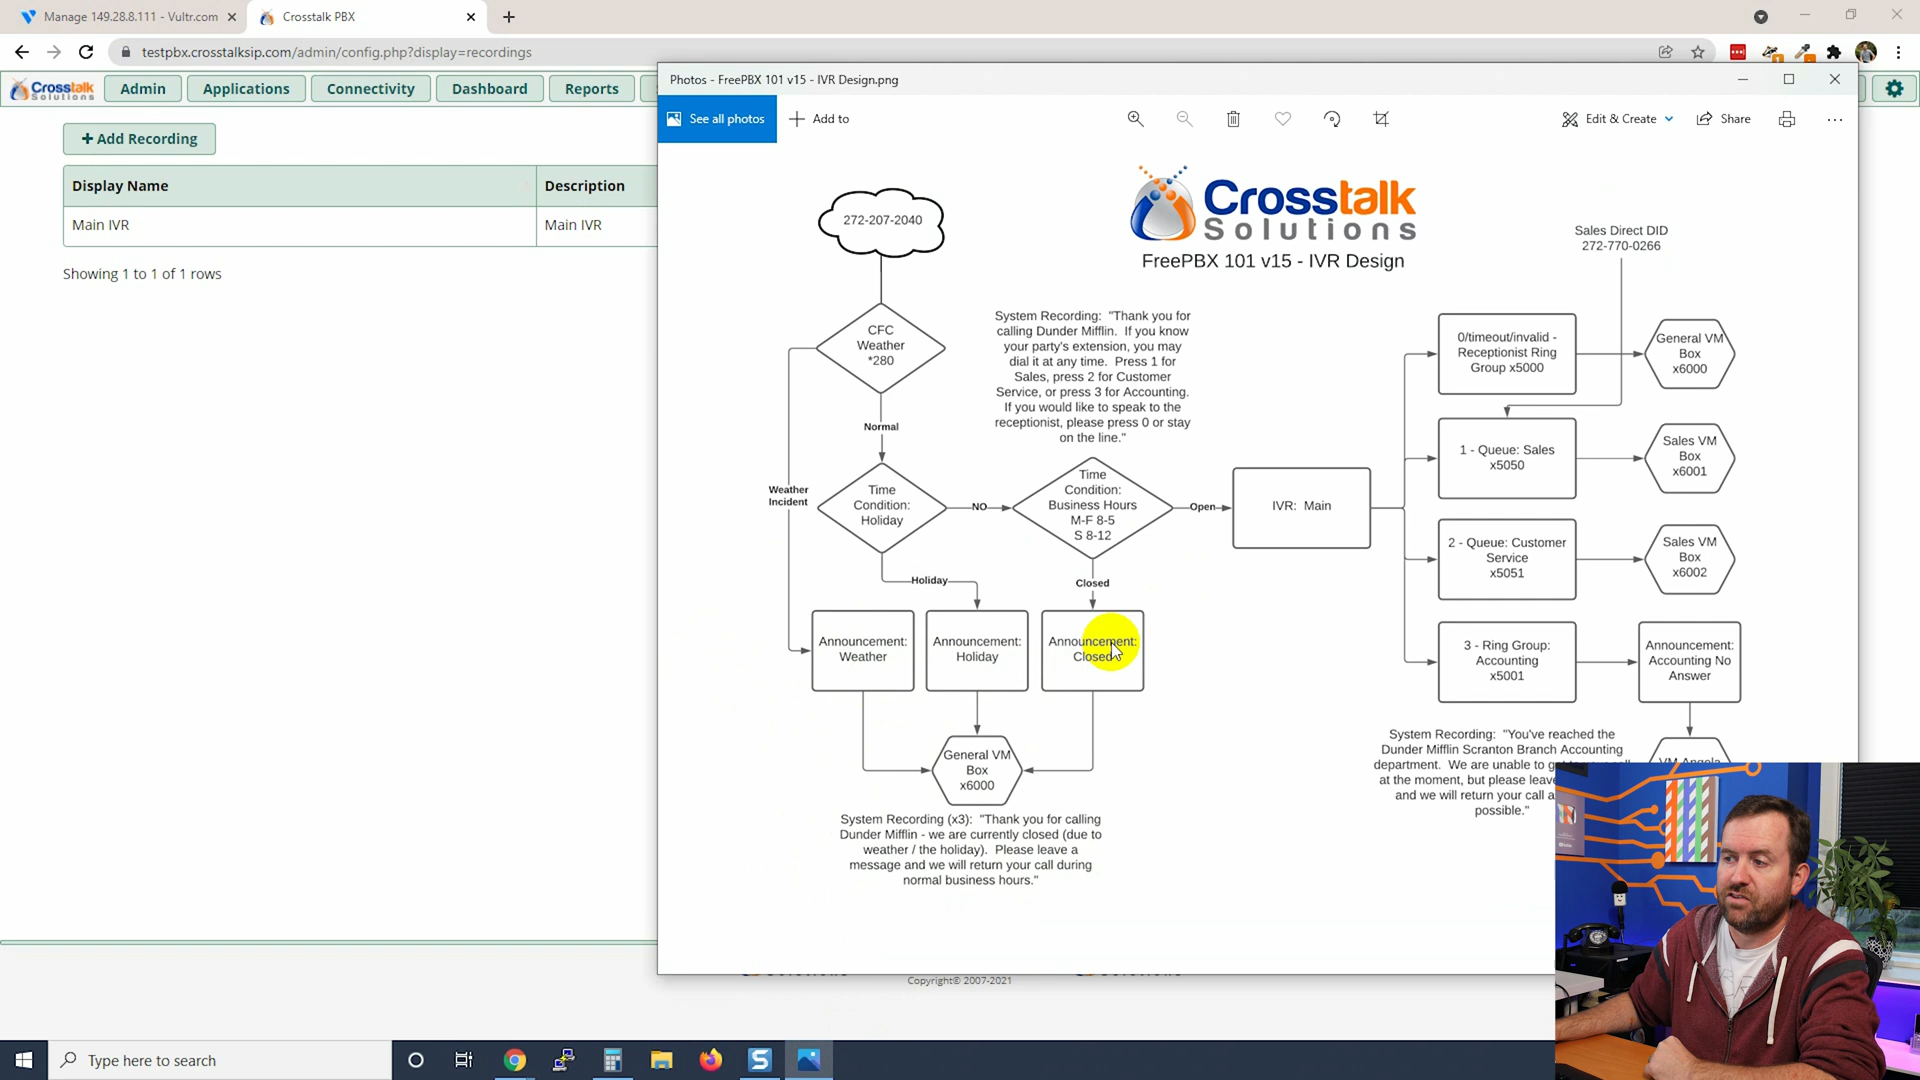 Manage 149.28.8.111 - Vultr.com
Crosstalk PBX
testpbx.crosstalksip.com/admin/config.php?display=recordings
Crosstalk
Solutions
Admin
Applications
Connectivity
Dashboard
Reports
Add Recording
Display Name
Description
Main IVR
Main IVR
Showing 1 to 1 of 1 rows
Photos - FreePBX 101 v15 - IVR Design.png
See all photos
Add to
Edit & Create
Share
Crosstalk
Solutions
FreePBX 101 v15 - IVR Design
272-207-2040
CFC
Weather
*280
Normal
Weather
Incident
Time
Condition:
Holiday
NO
Holiday
System Recording: "Thank you for
calling Dunder Mifflin. If you know
your party's extension, you may
dial it at any time. Press 1 for
Sales, press 2 for Customer
Service, or press 3 for Accounting.
If you would like to speak to the
receptionist, please press 0 or stay
on the line."
Time
Condition:
Business Hours
M-F 8-5
S 8-12
Open
Closed
IVR: Main
Announcement:
Weather
Announcement:
Holiday
Announcement:
Closed
General VM
Box
x6000
System Recording (x3): "Thank you for calling
Dunder Mifflin - we are currently closed (due to
weather / the holiday). Please leave a
message and we will return your call during
normal business hours."
Sales Direct DID
272-770-0266
0/timeout/invalid -
Receptionist Ring
Group x5000
General VM
Box
x6000
1 - Queue: Sales
x5050
Sales VM
Box
x6001
2 - Queue: Customer
Service
x5051
Sales VM
Box
x6002
3 - Ring Group:
Accounting
x5001
Announcement:
Accounting No
Answer
System Recording: "You've reached the
Dunder Mifflin Scranton Branch Accounting
department. We are unable to
at the moment, but please leave
and we will return your call
possible."
VM Angela
Copyright© 2007-2021
Type here to search